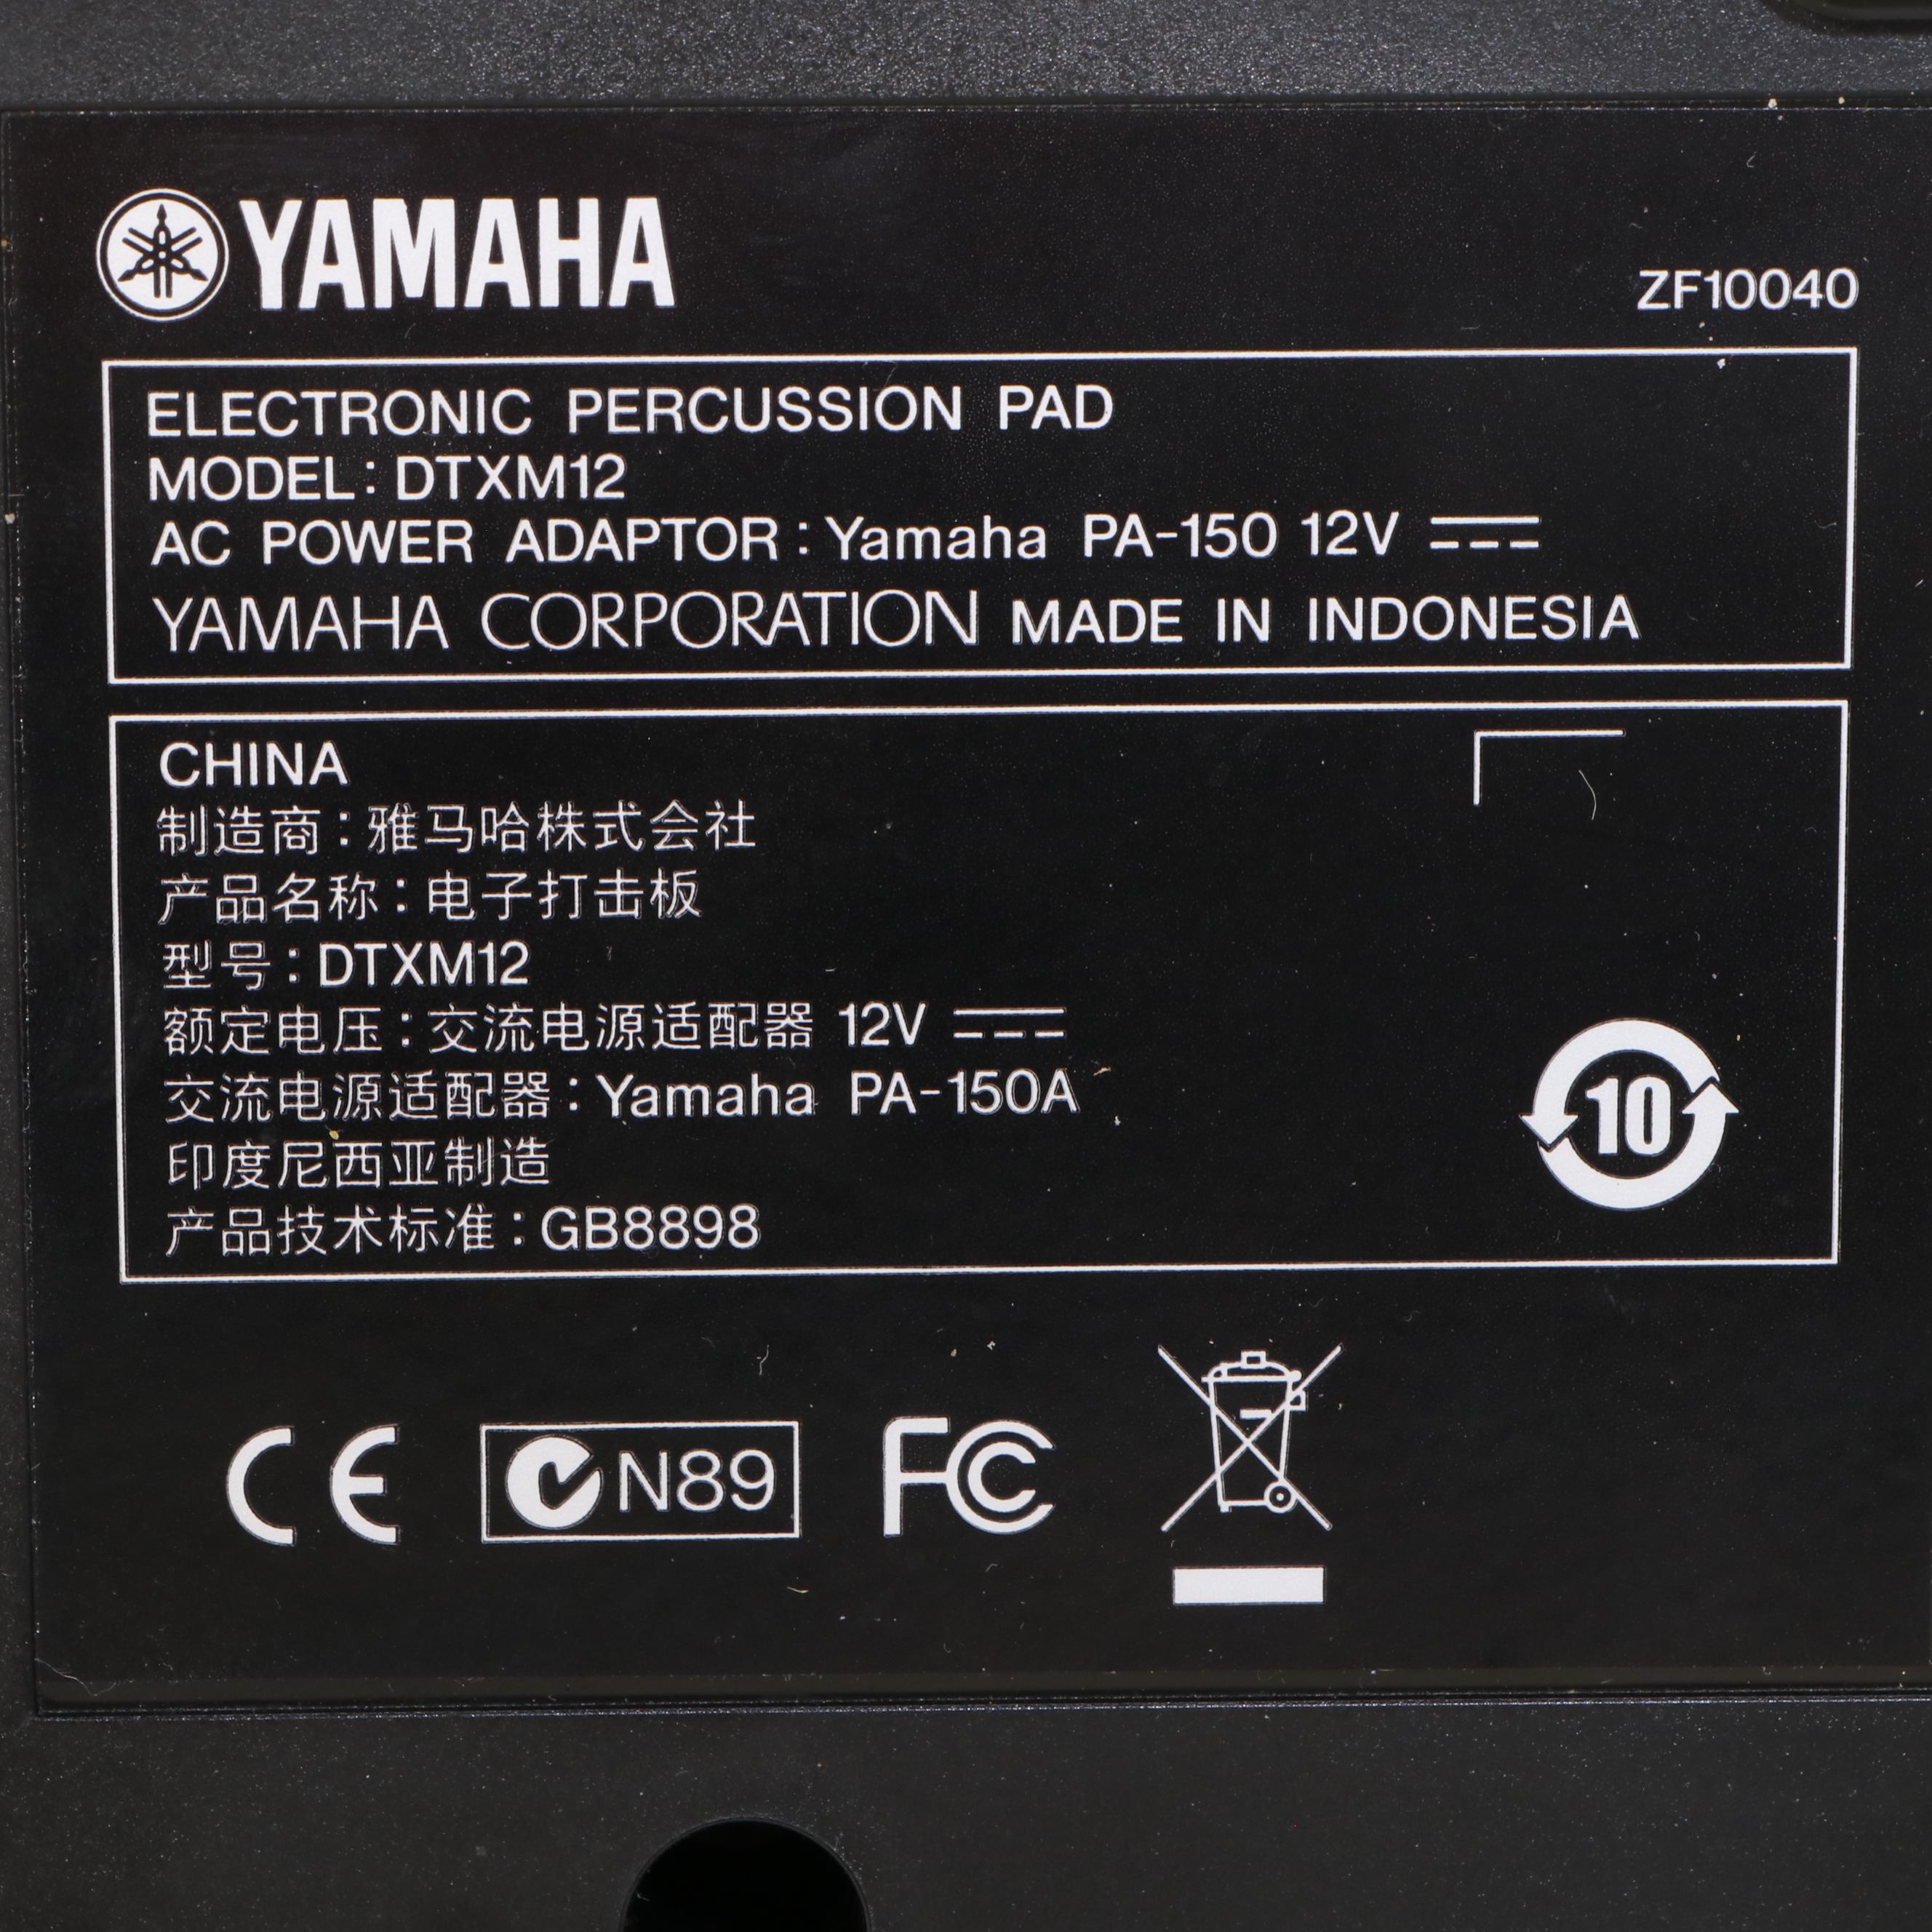 YAMAHA
ZF10040
ELECTRONIC PERCUSSION PAD
MODEL: DTXM12
AC POWER ADAPTOR: Yamaha PA-150 12V
YAMAHA CORPORATION MADE IN INDONESIA
CHINA
制造商:雅马哈株式会社
产品名称:电子打击板
型号:DTXM12
额定电压:交流电源适配器 12V
交流电源适配器:Yamaha PA-150A
印度尼西亚制造
产品技术标准:GB8898
10
CE
N89
FC